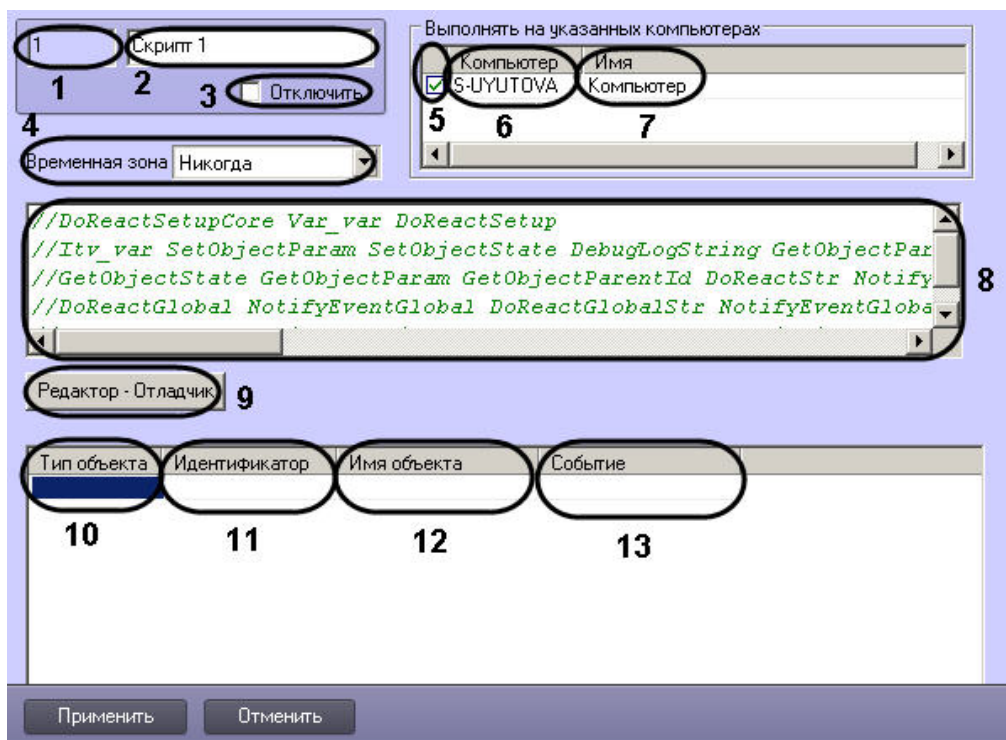 1
Скрипт 1
1
2
3
Отключить
4
Временная зона
Никогда
Выполнять на указанных компьютерах
Компьютер
Имя
S-UYUTOVA
Компьютер
5
6
7
//DoReactSetupCore Var_var DoReactSetup
//Itv_var SetObjectParam SetObjectState DebugLogString GetObjectPar
//GetObjectState GetObjectParam GetObjectParentId DoReactStr Notify
//DoReactGlobal NotifyEventGlobal DoReactGlobalStr NotifyEventGloba
8
Редактор - Отладчик
9
Тип объекта
Идентификатор
Имя объекта
Событие
10
11
12
13
Применить
Отменить